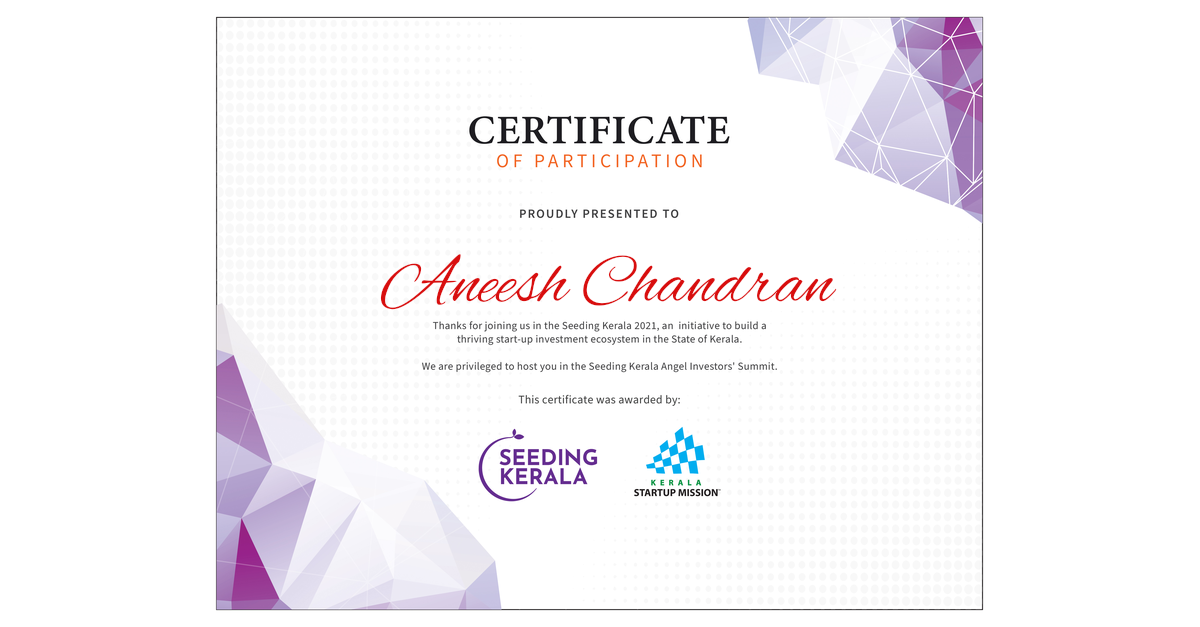 CERTIFICATE
OF PARTICIPATION
PROUDLY PRESENTED TO
Aneesh Chandran
Thanks for joining us in the Seeding Kerala 2021, an initiative to build a
thriving start-up investment ecosystem in the State of Kerala.
We are privileged to host you in the Seeding Kerala Angel Investors' Summit.
This certificate was awarded by:
SEEDING
KERALA
KERALA
STARTUP MISSION